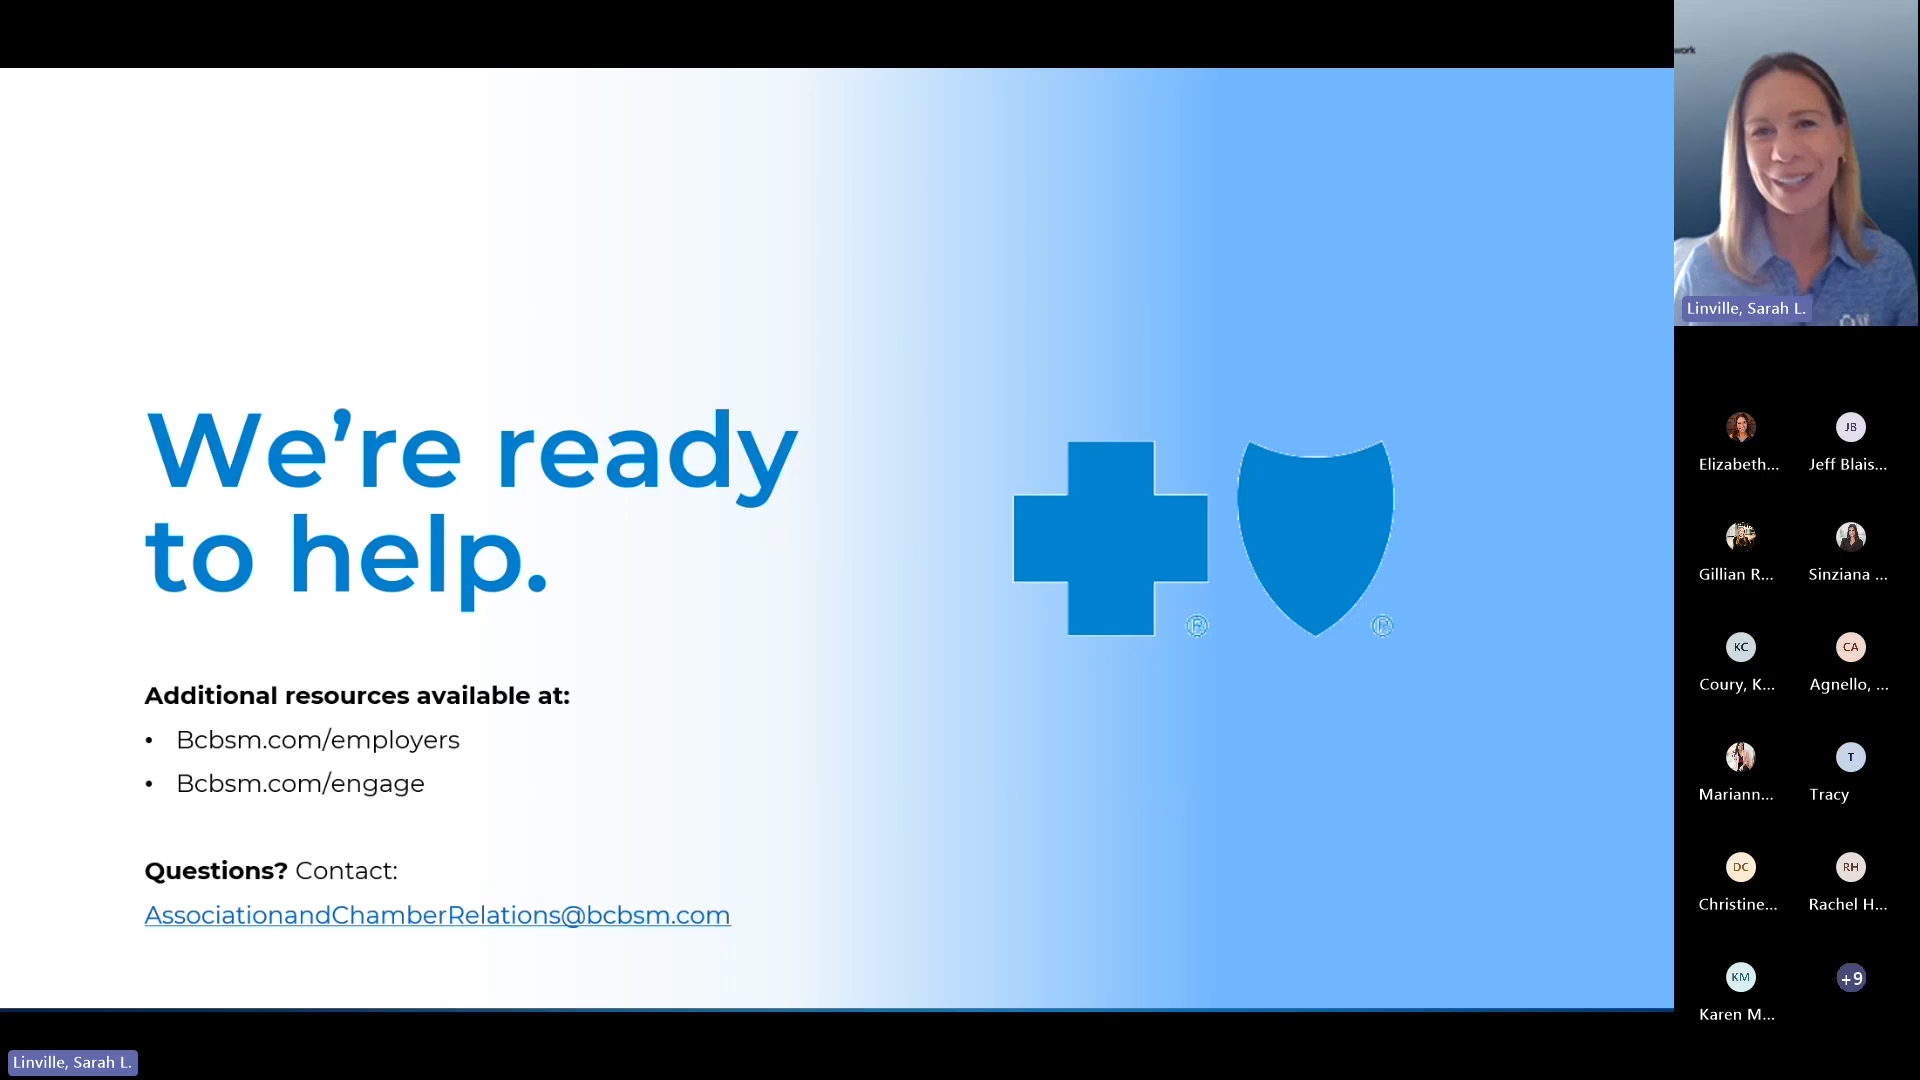 work
Linville, Sarah L.
We're ready
to help.
® ®
Additional resources available at:
• Bcbsm.com/employers
• Bcbsm.com/engage
Questions? Contact:
AssociationandChamberRelations@bcbsm.com
Elizabeth...
JB
Jeff Blais...
Gillian R...
Sinziana ...
KC
Coury, K...
CA
Agnello, ...
Mariann...
T
Tracy
DC
Christine...
RH
Rachel H...
KM
Karen M...
+9
Linville, Sarah L.